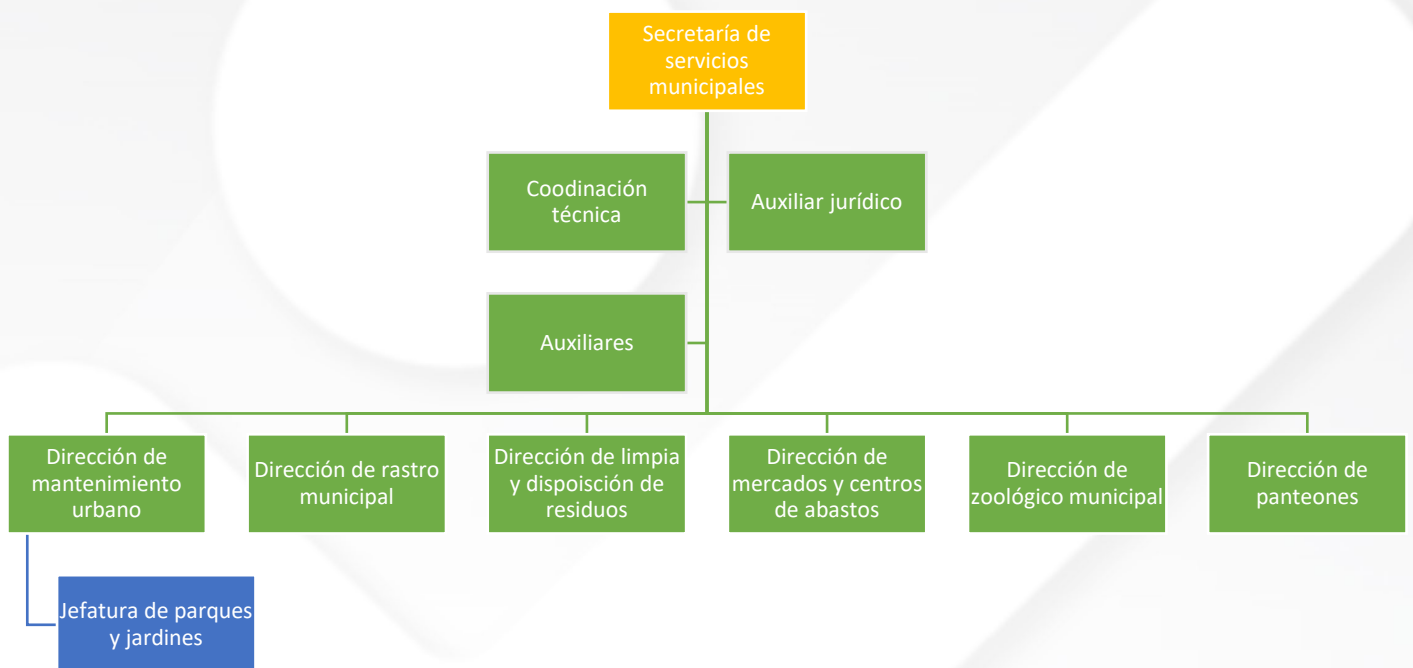 Secretaría de
servicios
municipales
Coodinación
técnica
Auxiliar jurídico
Auxiliares
Dirección de
mantenimiento
urbano
Dirección de rastro
municipal
Dirección de limpia
y dispoisción de
residuos
Dirección de
mercados y centros
de abastos
Dirección de
zoológico municipal
Dirección de
panteones
Jefatura de parques
y jardines